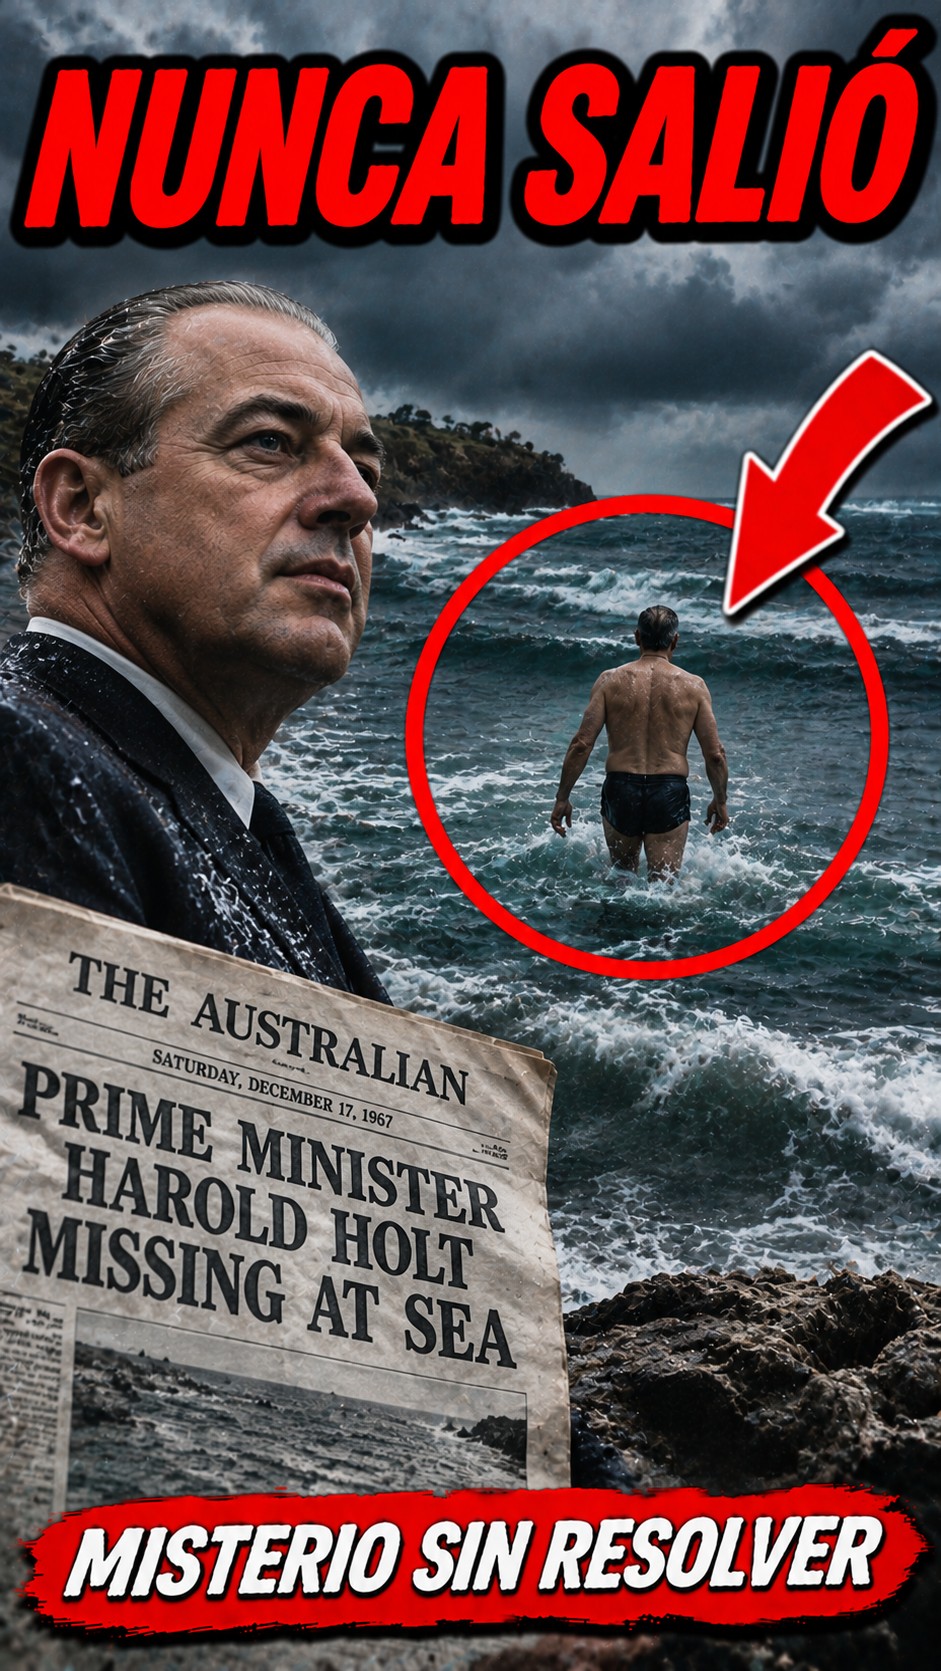 NUNCA SALIÓ
THE AUSTRALIAN
SATURDAY, DECEMBER 17, 1967
PRIME MINISTER
HAROLD HOLT
MISSING AT SEA
MISTERIO SIN RESOLVER